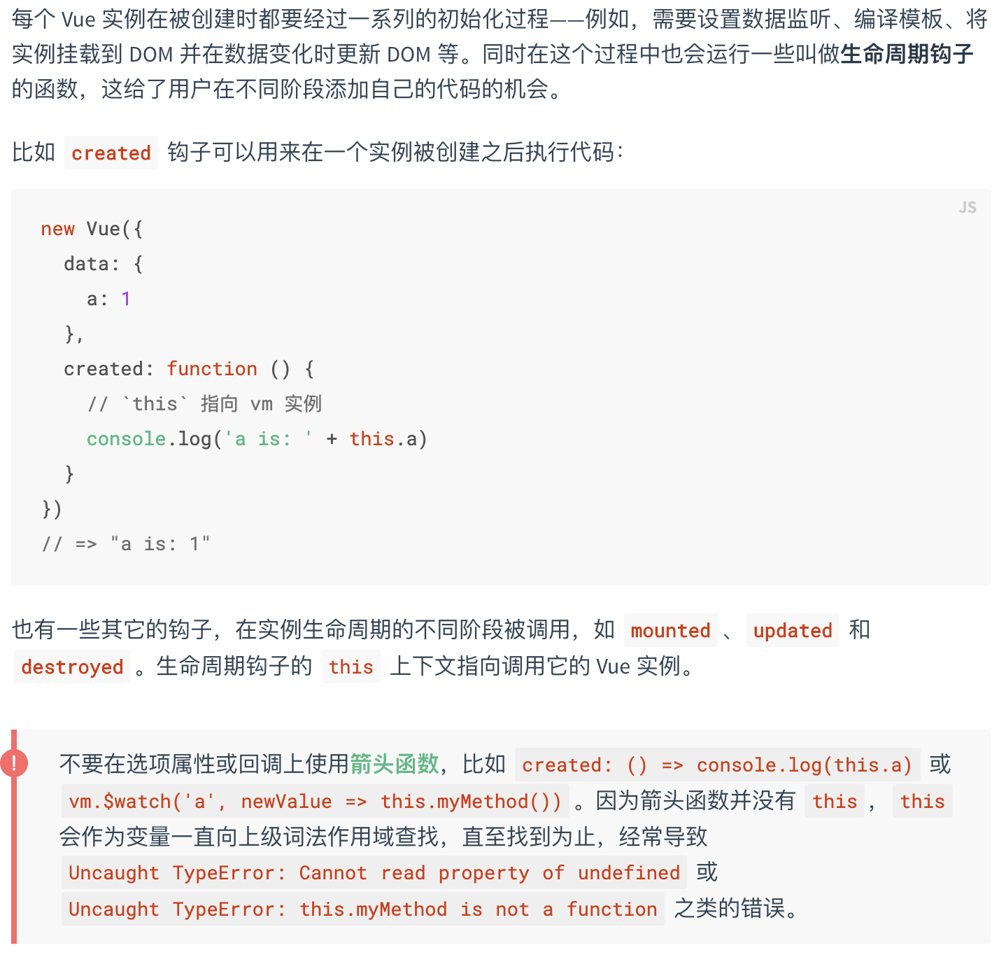 每个 Vue 实例在被创建时都要经过一系列的初始化过程——例如，需要设置数据监听、编译模板、将
实例挂载到 DOM 并在数据变化时更新 DOM 等。同时在这个过程中也会运行一些叫做生命周期钩子
的函数，这给了用户在不同阶段添加自己的代码的机会。
比如 created 钩子可以用来在一个实例被创建之后执行代码：
JS
new Vue({
  data: {
    a: 1
  },
  created: function () {
    // `this` 指向 vm 实例
    console.log('a is: ' + this.a)
  }
})
// => "a is: 1"
也有一些其它的钩子，在实例生命周期的不同阶段被调用，如 mounted 、 updated 和
destroyed 。生命周期钩子的 this 上下文指向调用它的 Vue 实例。
!
不要在选项属性或回调上使用箭头函数，比如 created: () => console.log(this.a) 或
vm.$watch('a', newValue => this.myMethod()) 。因为箭头函数并没有 this ， this
会作为变量一直向上级词法作用域查找，直至找到为止，经常导致
Uncaught TypeError: Cannot read property of undefined 或
Uncaught TypeError: this.myMethod is not a function 之类的错误。